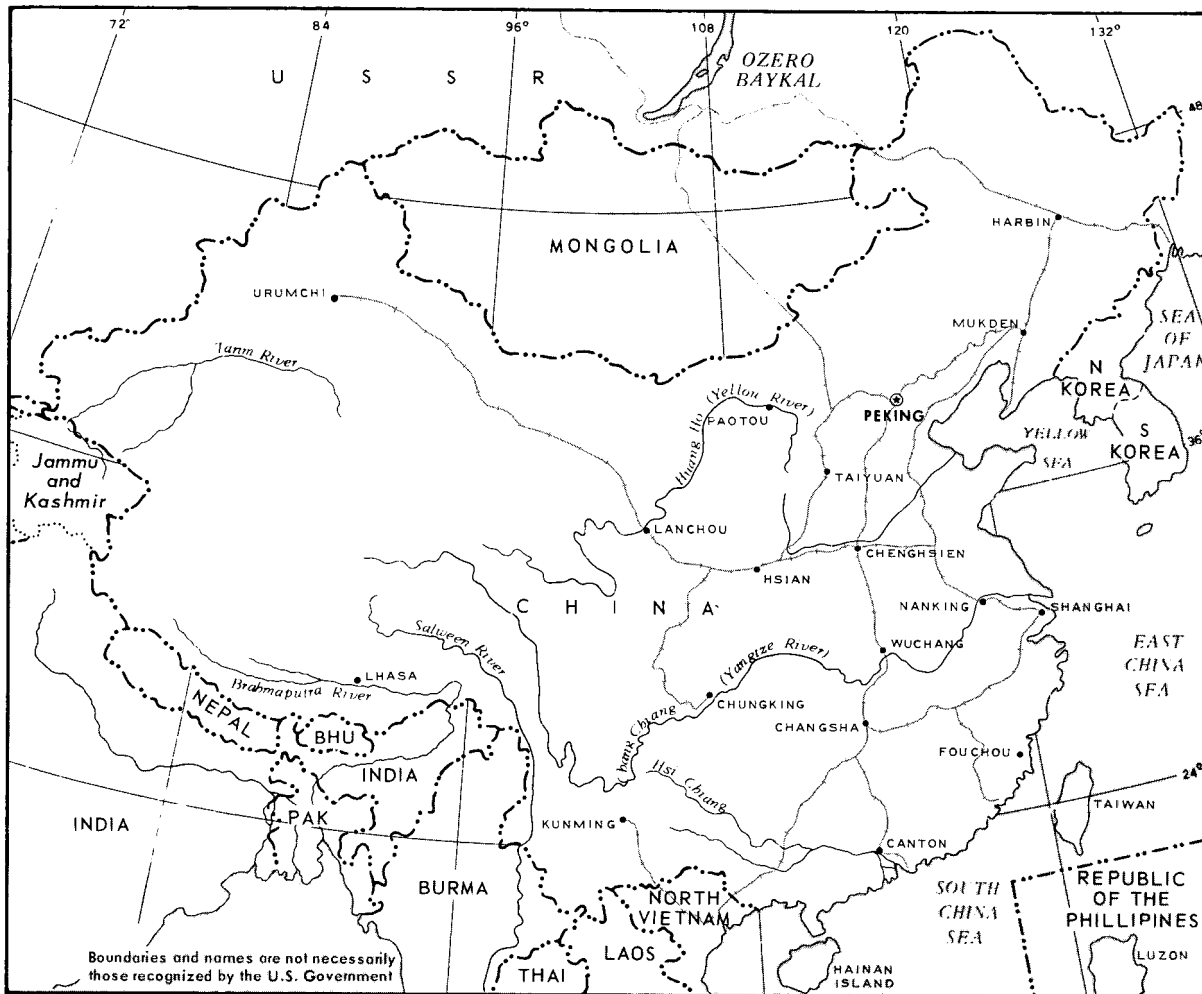 72°
84
96°
108
120
132°
U S S R
OZERO
BAYKAL
48
HARBIN
MONGOLIA
URUMCHI
MUKDEN
SEA
OF
JAPAN
Tarim River
N
KOREA
Huang Ho (Yellow River)
PAOTOU
PEKING
YELLOW
SEA
S
KOREA
36°
Jammu
and
Kashmir
TAIYUAN
LANCHOU
CHENGHSIEN
HSIAN
C H I N A
NANKING
SHANGHAI
Salween River
WUCHANG
EAST
CHINA
SEA
LHASA
Brahmaputra River
(Yangtze River)
Chang Chiang
CHUNGKING
NEPAL
BHU
CHANGSHA
FOUCHOU
INDIA
Hsi Chiang
24°
TAIWAN
INDIA
PAK
KUNMING
CANTON
BURMA
NORTH
VIETNAM
SOUTH
CHINA
SEA
REPUBLIC
OF THE
PHILLIPINES
LAOS
THAI
HAINAN
ISLAND
LUZON
Boundaries and names are not necessarily
those recognized by the U.S. Government